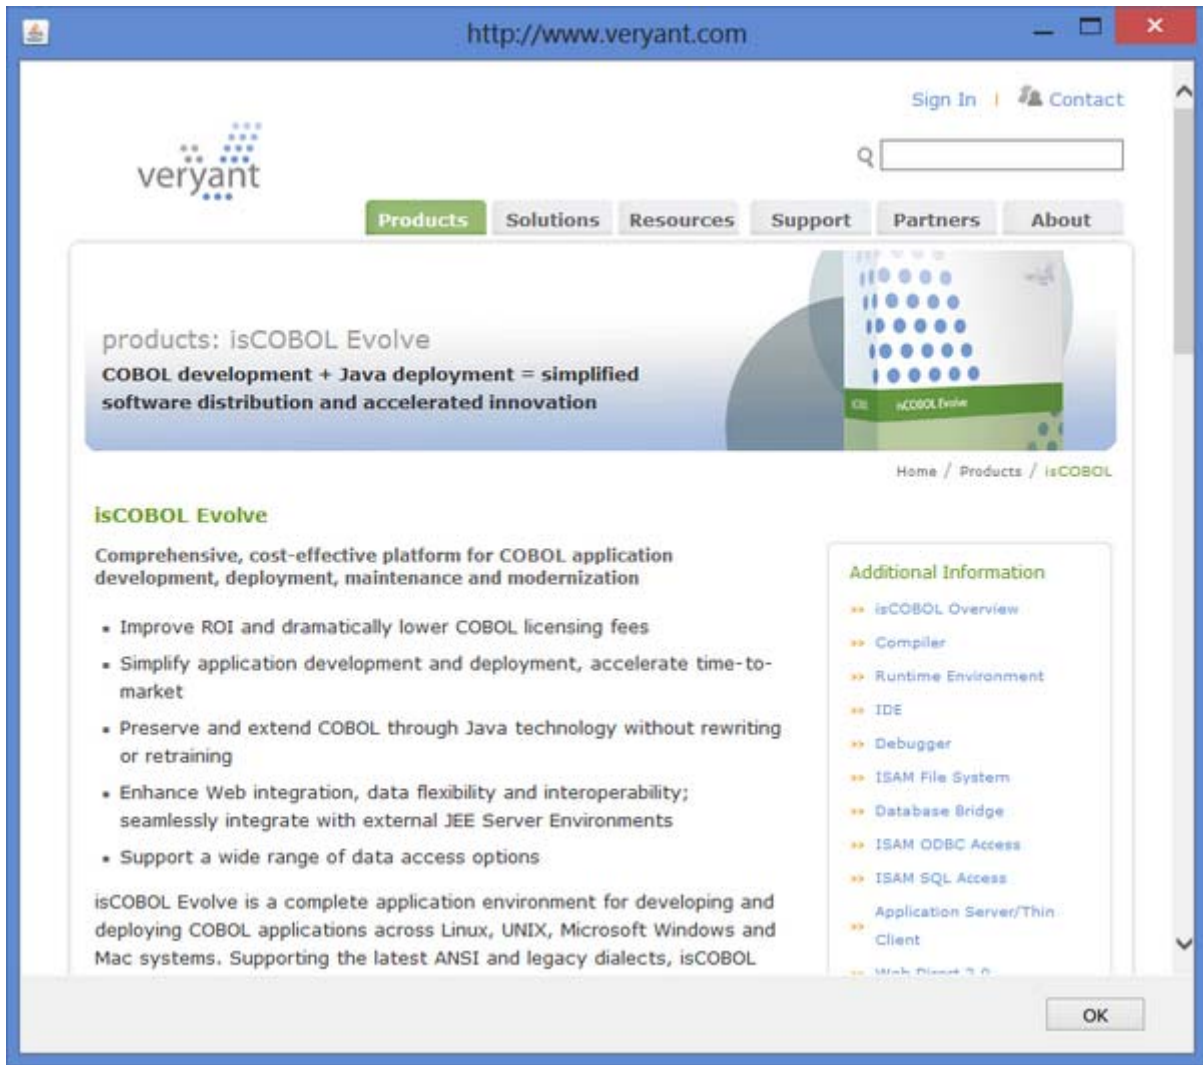 http://www.veryant.com
Sign In | Contact
veryant
Products Solutions Resources Support Partners About
products: isCOBOL Evolve
COBOL development + Java deployment = simplified
software distribution and accelerated innovation
isCOBOL Evolve
Home / Products / isCOBOL
isCOBOL Evolve
Comprehensive, cost-effective platform for COBOL application
development, deployment, maintenance and modernization
Improve ROI and dramatically lower COBOL licensing fees
Simplify application development and deployment, accelerate time-to-
market
Preserve and extend COBOL through Java technology without rewriting
or retraining
Enhance Web integration, data flexibility and interoperability;
seamlessly integrate with external JEE Server Environments
Support a wide range of data access options
isCOBOL Evolve is a complete application environment for developing and
deploying COBOL applications across Linux, UNIX, Microsoft Windows and
Mac systems. Supporting the latest ANSI and legacy dialects, isCOBOL
Additional Information
isCOBOL Overview
Compiler
Runtime Environment
IDE
Debugger
ISAM File System
Database Bridge
ISAM ODBC Access
ISAM SQL Access
Application Server/Thin
Client
Web Direct 2.0
OK